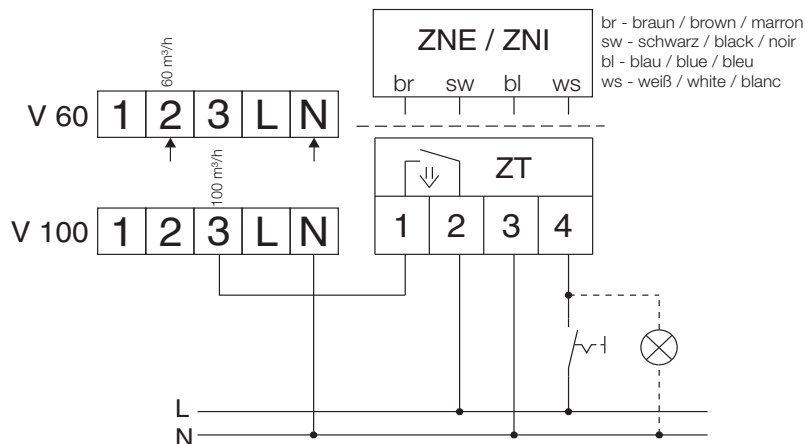 ZNE / ZNI
br sw bl ws
br - braun / brown / marron
sw - schwarz / black / noir
bl - blau / blue / bleu
ws - weiß / white / blanc
60 m³/h
V 60 1 2 3 L N
100 m³/h
ZT
V 100 1 2 3 L N
1 2 3 4
L
N